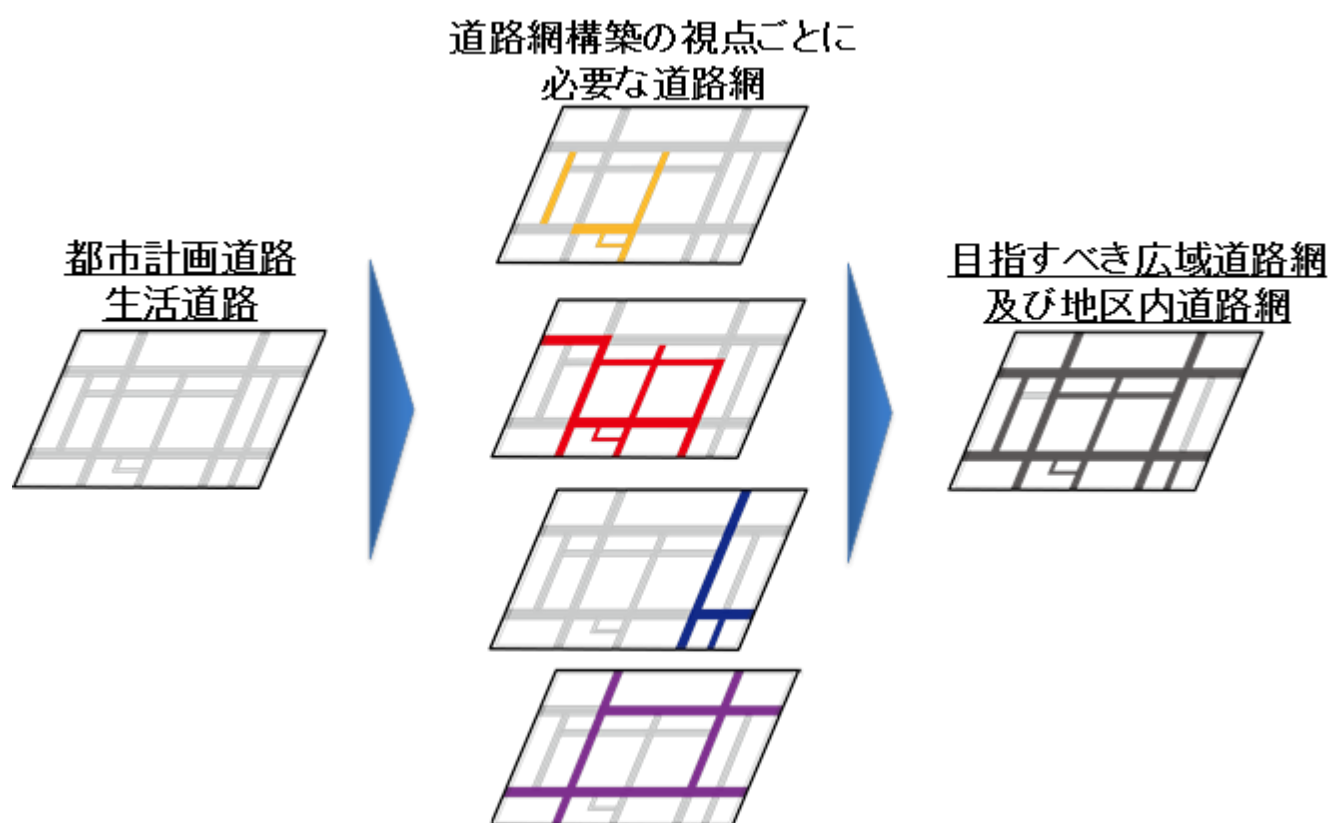 道路網構築の視点ごとに
必要な道路網
都市計画道路
生活道路
目指すべき広域道路網
及び地区内道路網